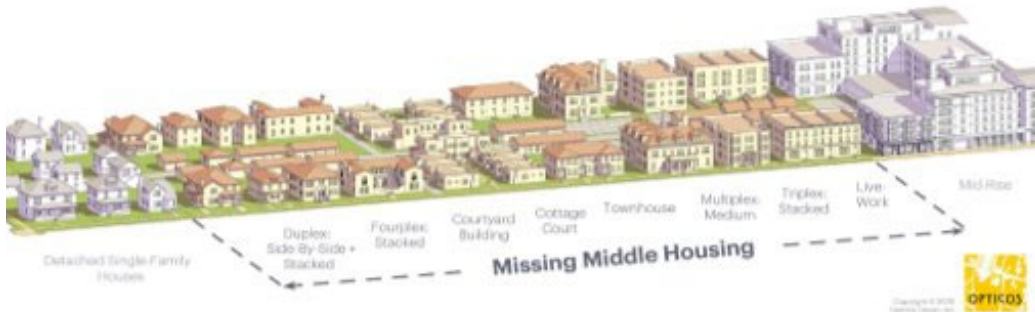 Detached Single-Family
Houses
Duplex:
Side-By-Side +
Stacked
Fourplex:
Stacked
Courtyard
Building
Cottage
Court
Townhouse
Multiplex:
Medium
Triplex:
Stacked
Live-
Work
Mid-Rise
Missing Middle Housing
OPTICOS